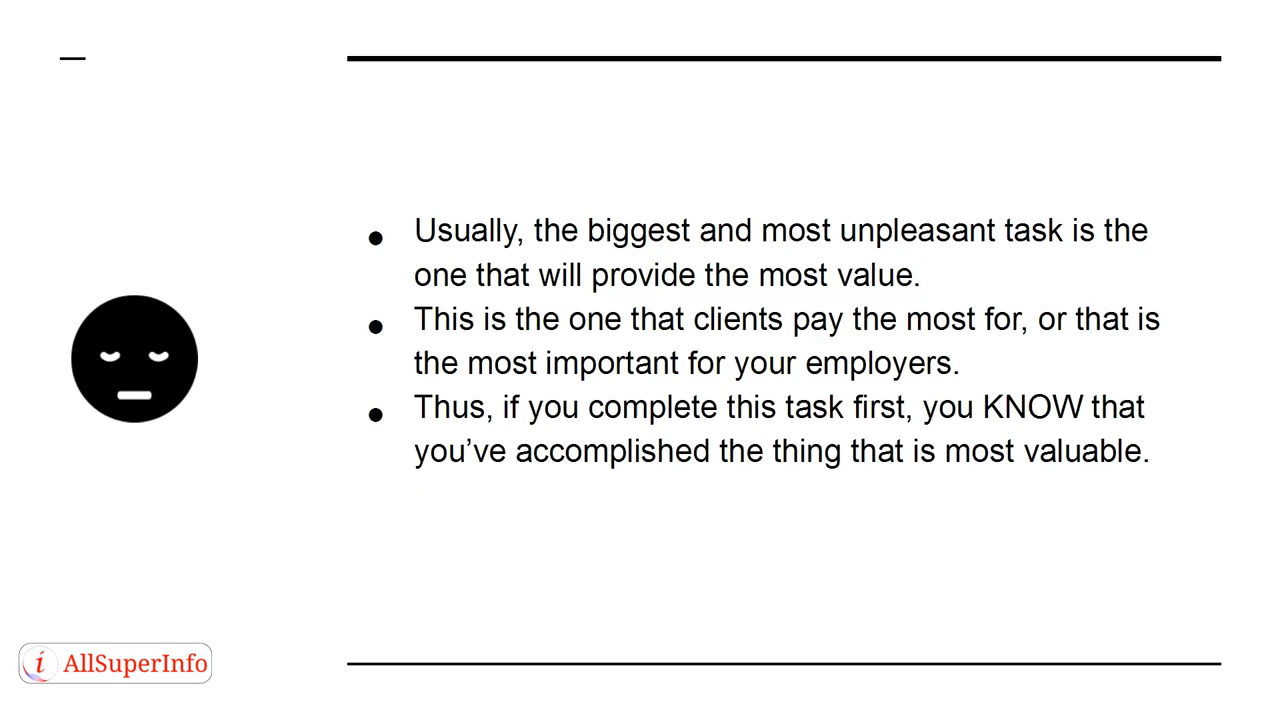 ● Usually, the biggest and most unpleasant task is the
one that will provide the most value.
● This is the one that clients pay the most for, or that is
the most important for your employers.
● Thus, if you complete this task first, you KNOW that
you’ve accomplished the thing that is most valuable.
i AllSuperInfo